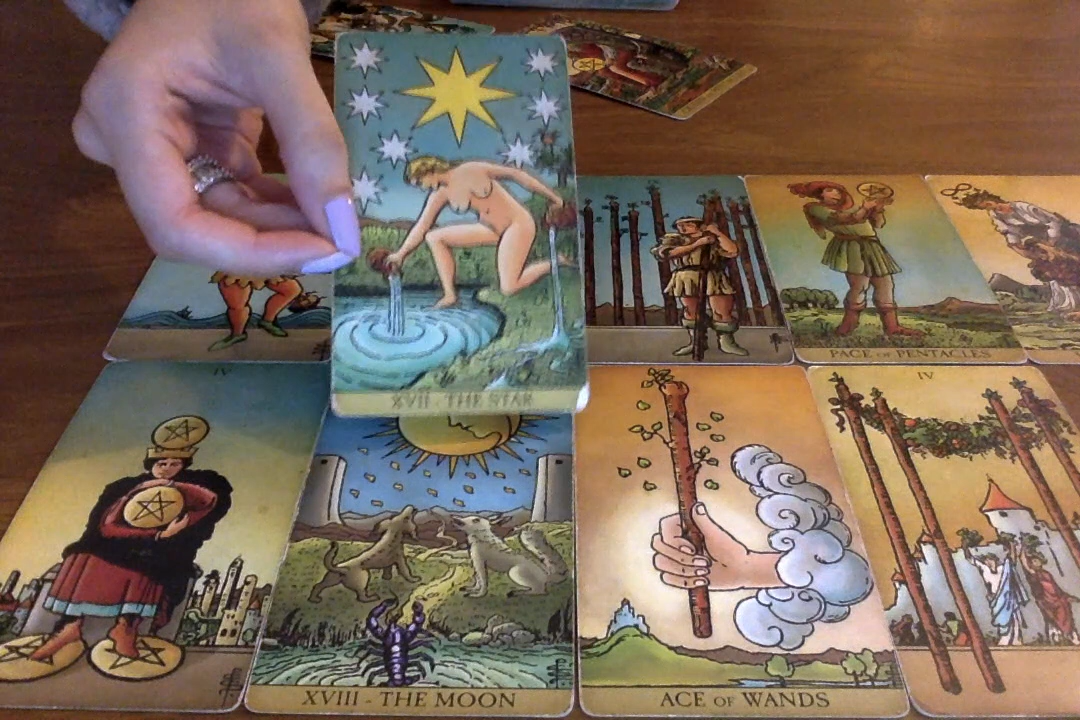 XVII - THE STAR
PAGE OF PENTACLES
IV
IV
XVIII - THE MOON
ACE OF WANDS